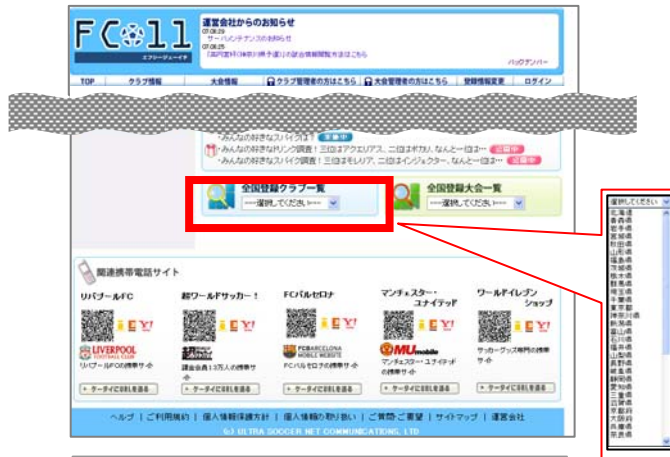 FC11
エフシージェーイチ
運営会社からのお知らせ
07.08.29
サーバメンテナンスのお知らせ
07.08.25
バックナンバー
TOP クラブ情報 大会情報 クラブ管理者の方はこちら 大会管理者の方はこちら 登録情報変更 ログイン
・みんなの好きなスパイクは?
・みんなの好きなドリンク調査!三位はアクエリアス、二位はポカリ、なんと一位は…
・みんなの好きなスパイク調査!三位はモレリア、二位はインジェクター、なんと一位は…
全国登録クラブ一覧
----選択してください----
全国登録大会一覧
----選択してください----
選択してください
北海道
青森県
岩手県
宮城県
秋田県
山形県
福島県
茨城県
栃木県
群馬県
埼玉県
千葉県
東京都
神奈川県
新潟県
富山県
石川県
福井県
山梨県
長野県
岐阜県
静岡県
愛知県
三重県
滋賀県
京都府
大阪府
兵庫県
奈良県
関連携帯電話サイト
リバプールFC
超ワールドサッカー!
FCバルセロナ
マンチェスター・ユナイテッド
ワールドイレブンショップ
E Y!
E Y!
E Y!
E Y!
E Y!
LIVERPOOL
FOOTBALL CLUB
リバプールFCの携帯サイト
課金会員13万人の携帯サイト
FCBARCELONA
MOBILE WEBSITE
FCバルセロナの携帯サイト
MUmobile
マンチェスター・ユナイテッドの携帯サイト
サッカーグッズ専門の携帯サイト
ケータイにURLを送る
ケータイにURLを送る
ケータイにURLを送る
ケータイにURLを送る
ケータイにURLを送る
ヘルプ | ご利用規約 | 個人情報保護方針 | 個人情報の取り扱い | ご質問・ご要望 | サイトマップ | 運営会社
(c) ULTRA SOCCER NET COMMUNICATIONS, LTD